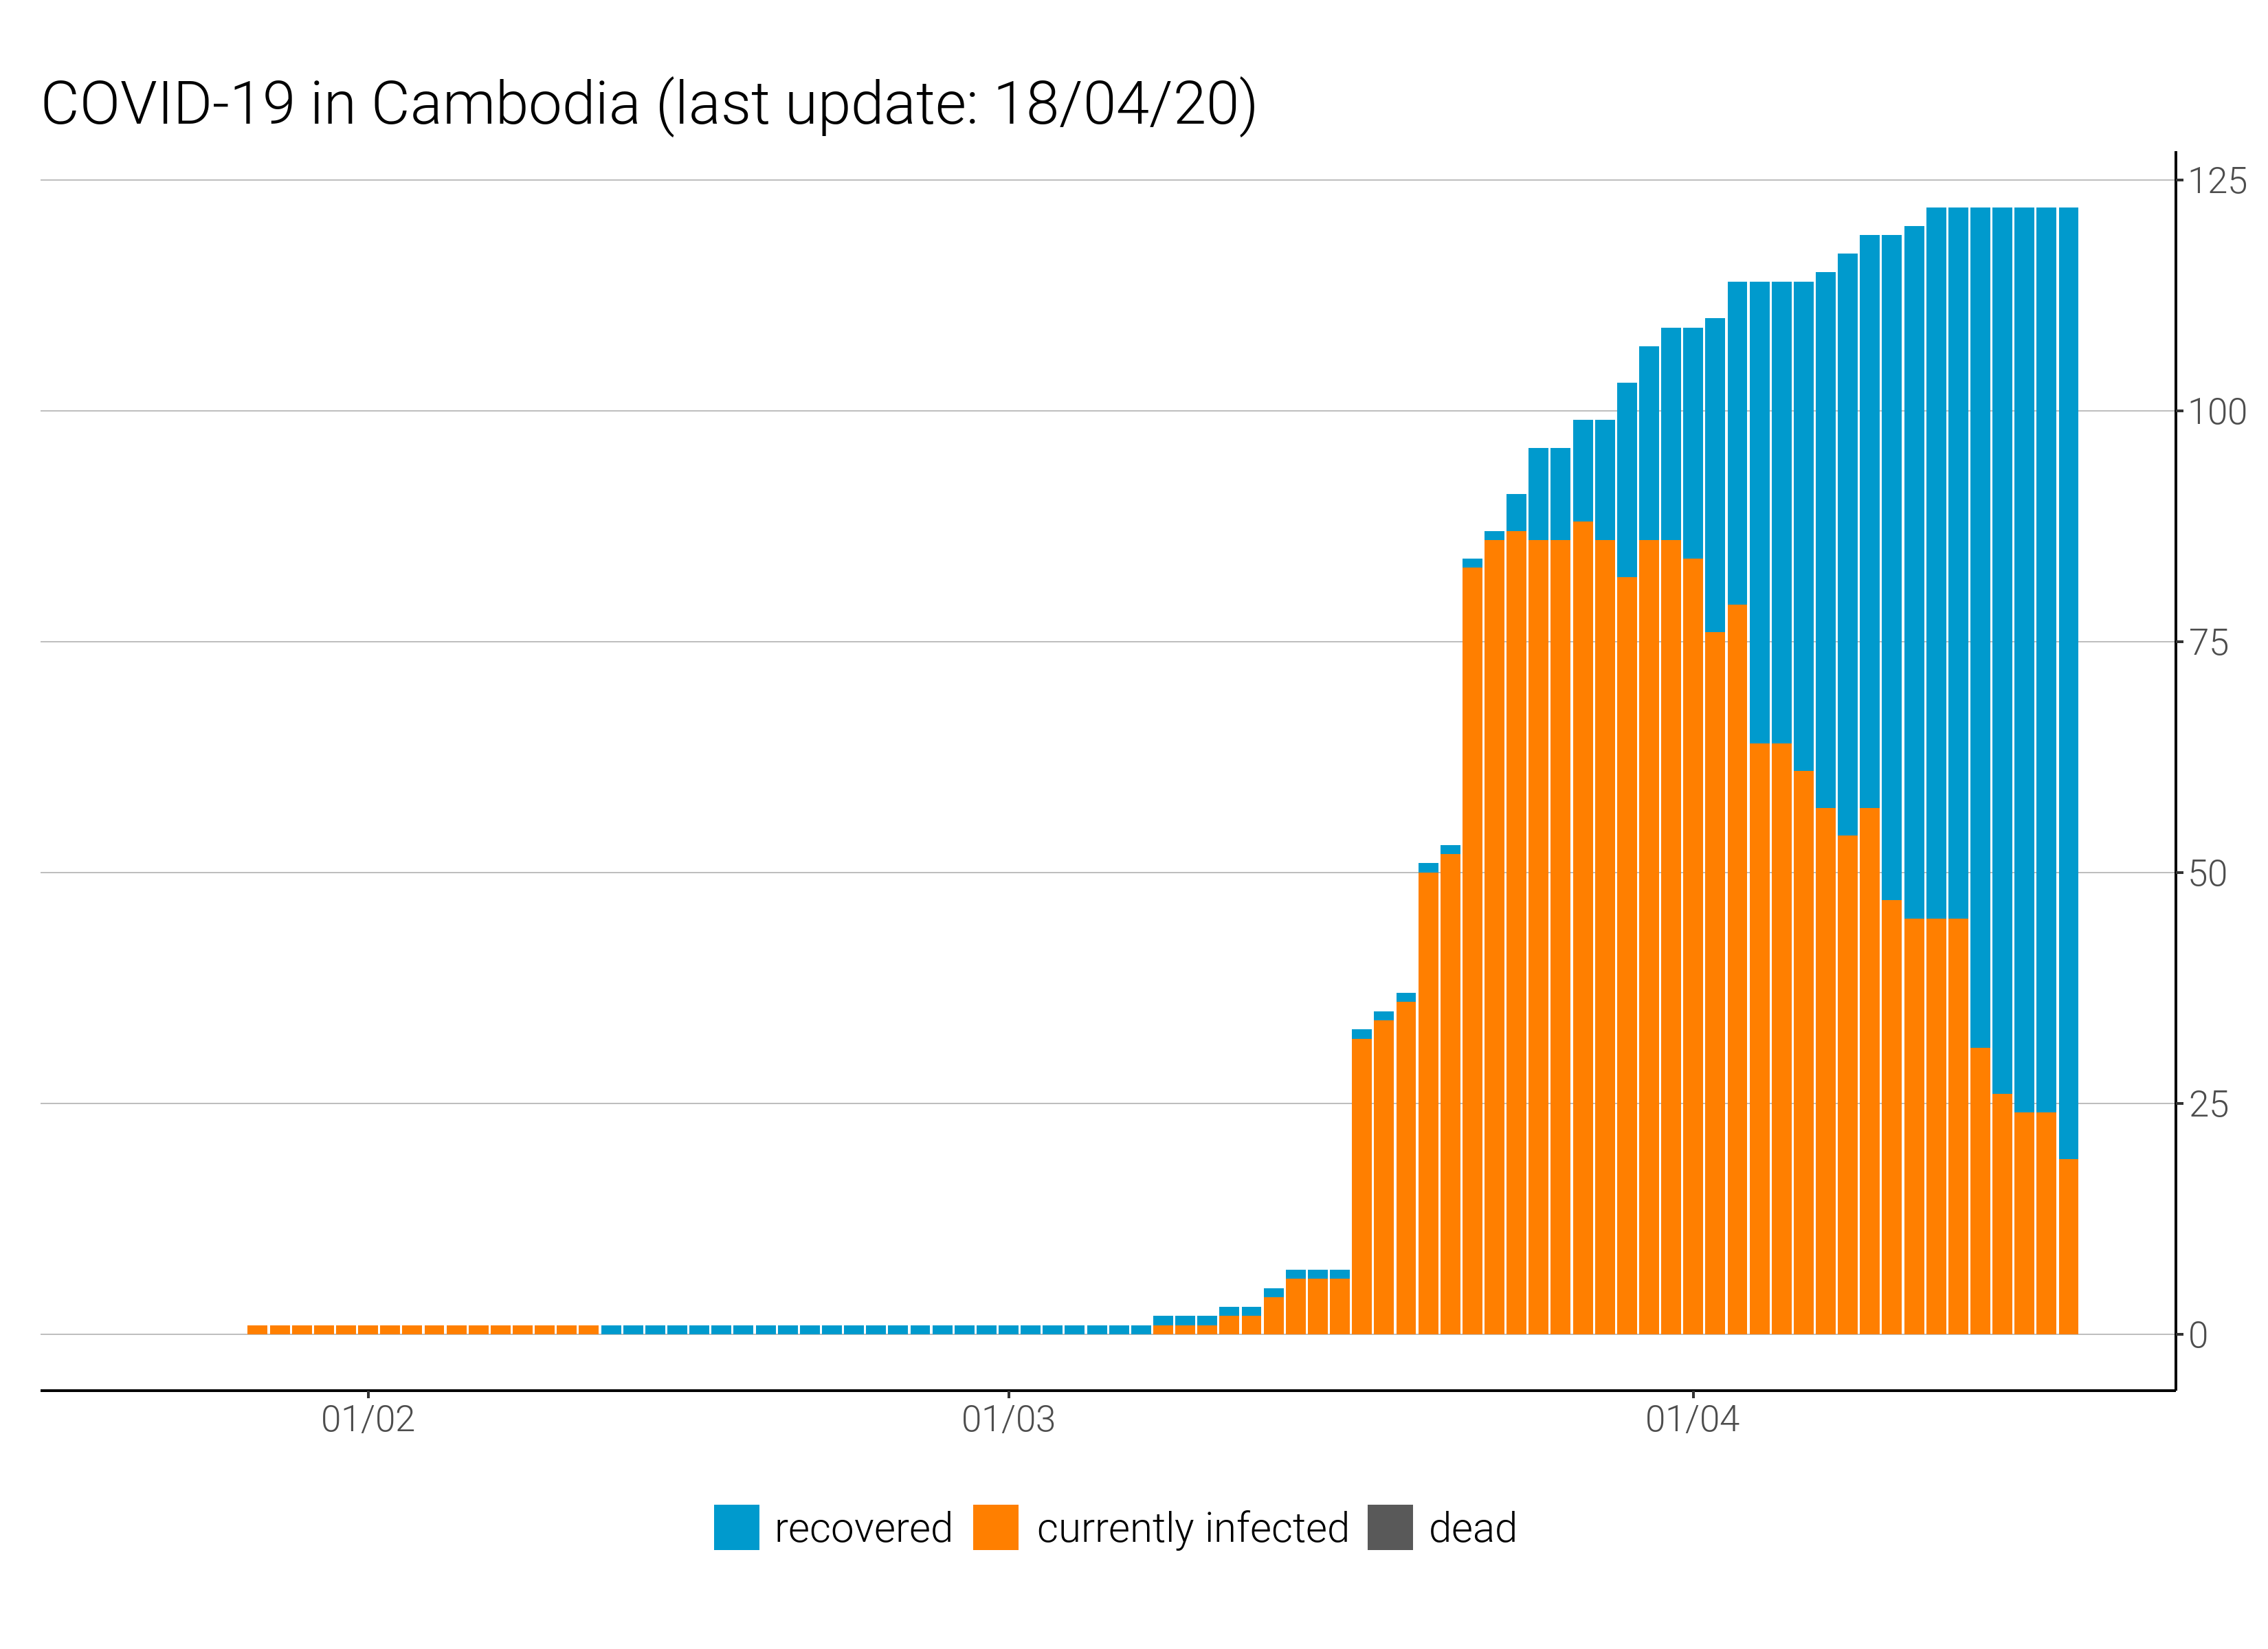 COVID-19 in Cambodia (last update: 18/04/20)
125
100
75
50
25
0
01/02 01/03 01/04
recovered currently infected dead